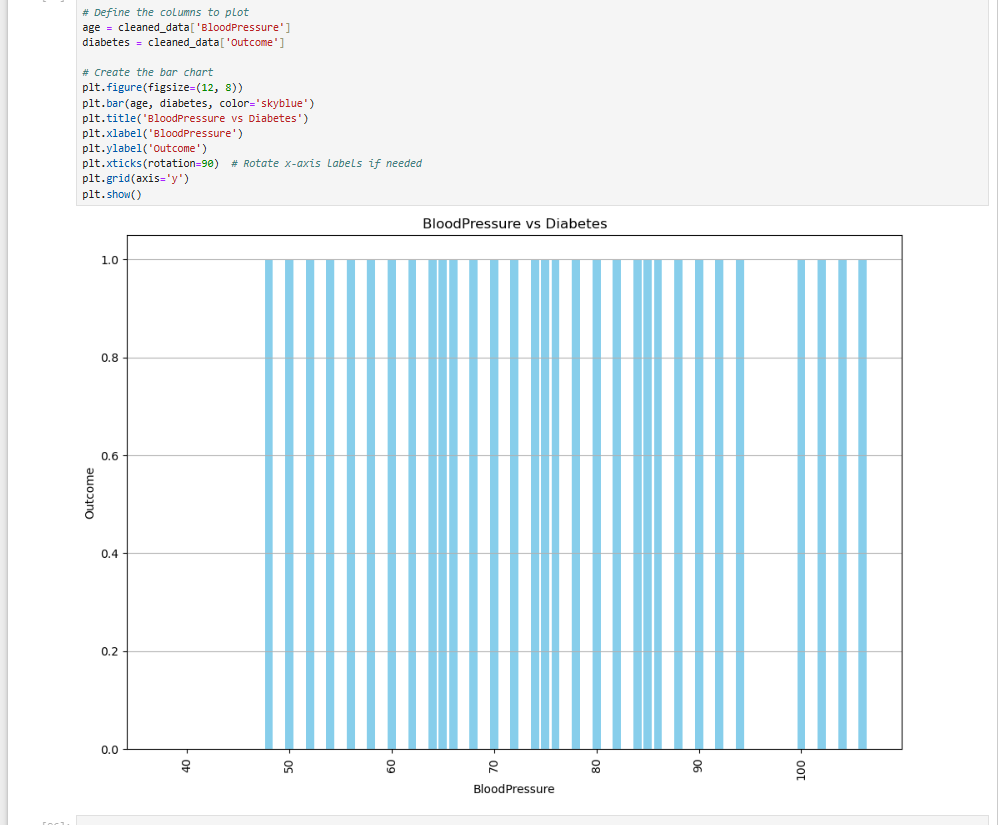 # Define the columns to plot
age = cleaned_data['BloodPressure']
diabetes = cleaned_data['Outcome']
# Create the bar chart
plt.figure(figsize=(12, 8))
plt.bar(age, diabetes, color='skyblue')
plt.title('BloodPressure vs Diabetes')
plt.xlabel('BloodPressure')
plt.ylabel('Outcome')
plt.xticks(rotation=90)  # Rotate x-axis labels if needed
plt.grid(axis='y')
plt.show()
BloodPressure vs Diabetes
1.0
0.8
0.6
0.4
0.2
0.0
Outcome
40 50 60 70 80 90 100
BloodPressure